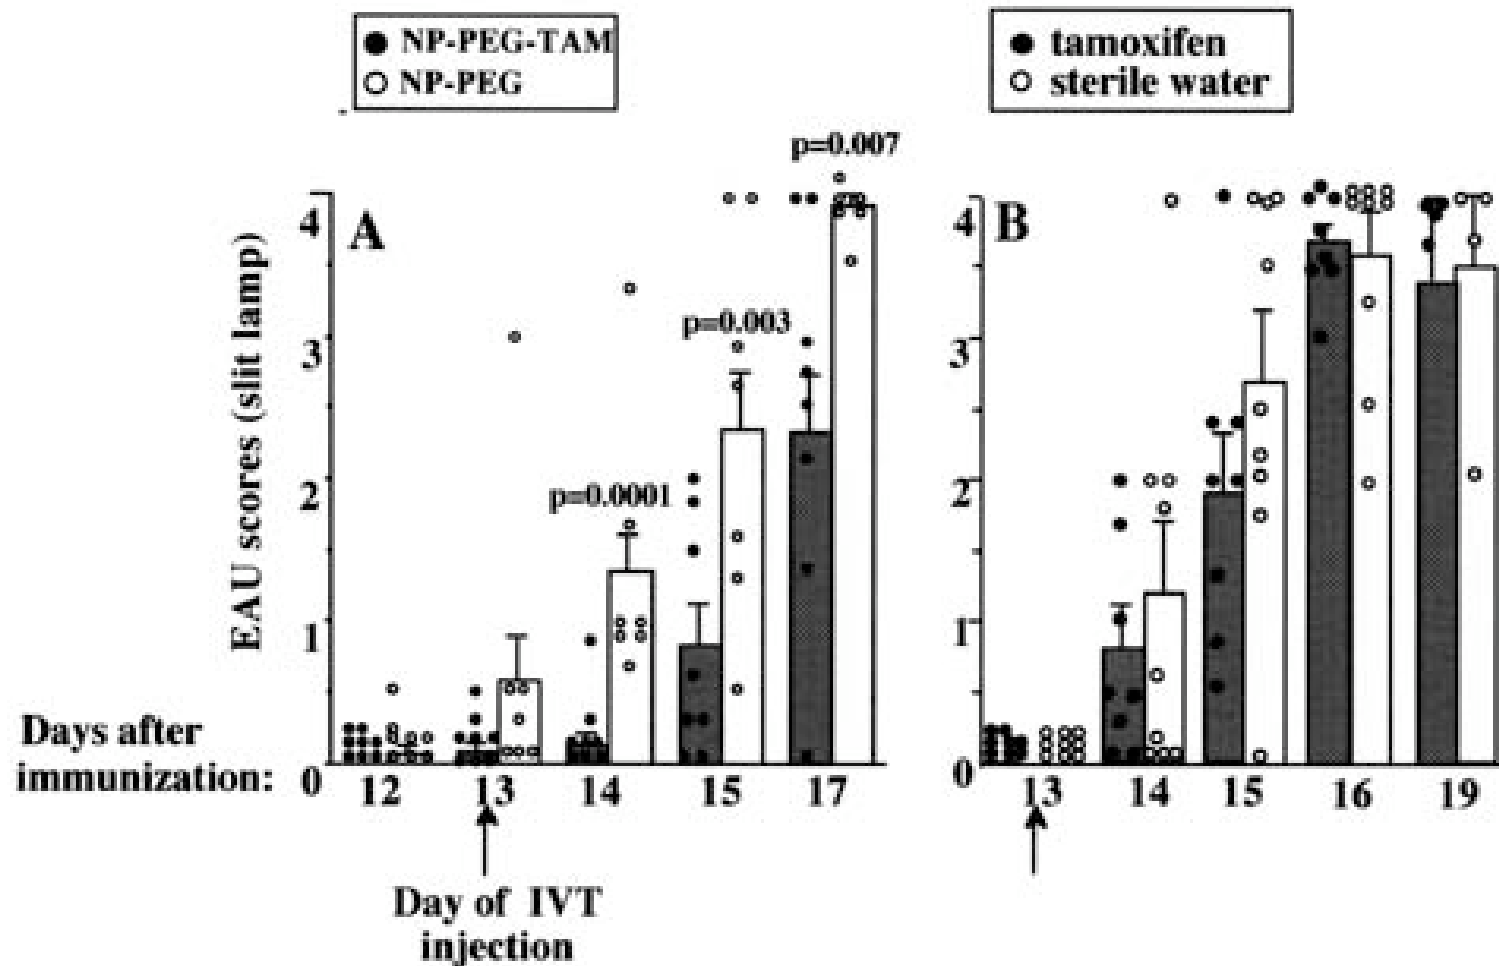 NP-PEG-TAM
NP-PEG
tamoxifen
sterile water
p=0.007
p=0.003
p=0.0001
A
B
EAU scores (slit lamp)
4
3
2
1
0
4
3
2
1
0
Days after
immunization:
12 13 14 15 17
13 14 15 16 19
Day of IVT
injection